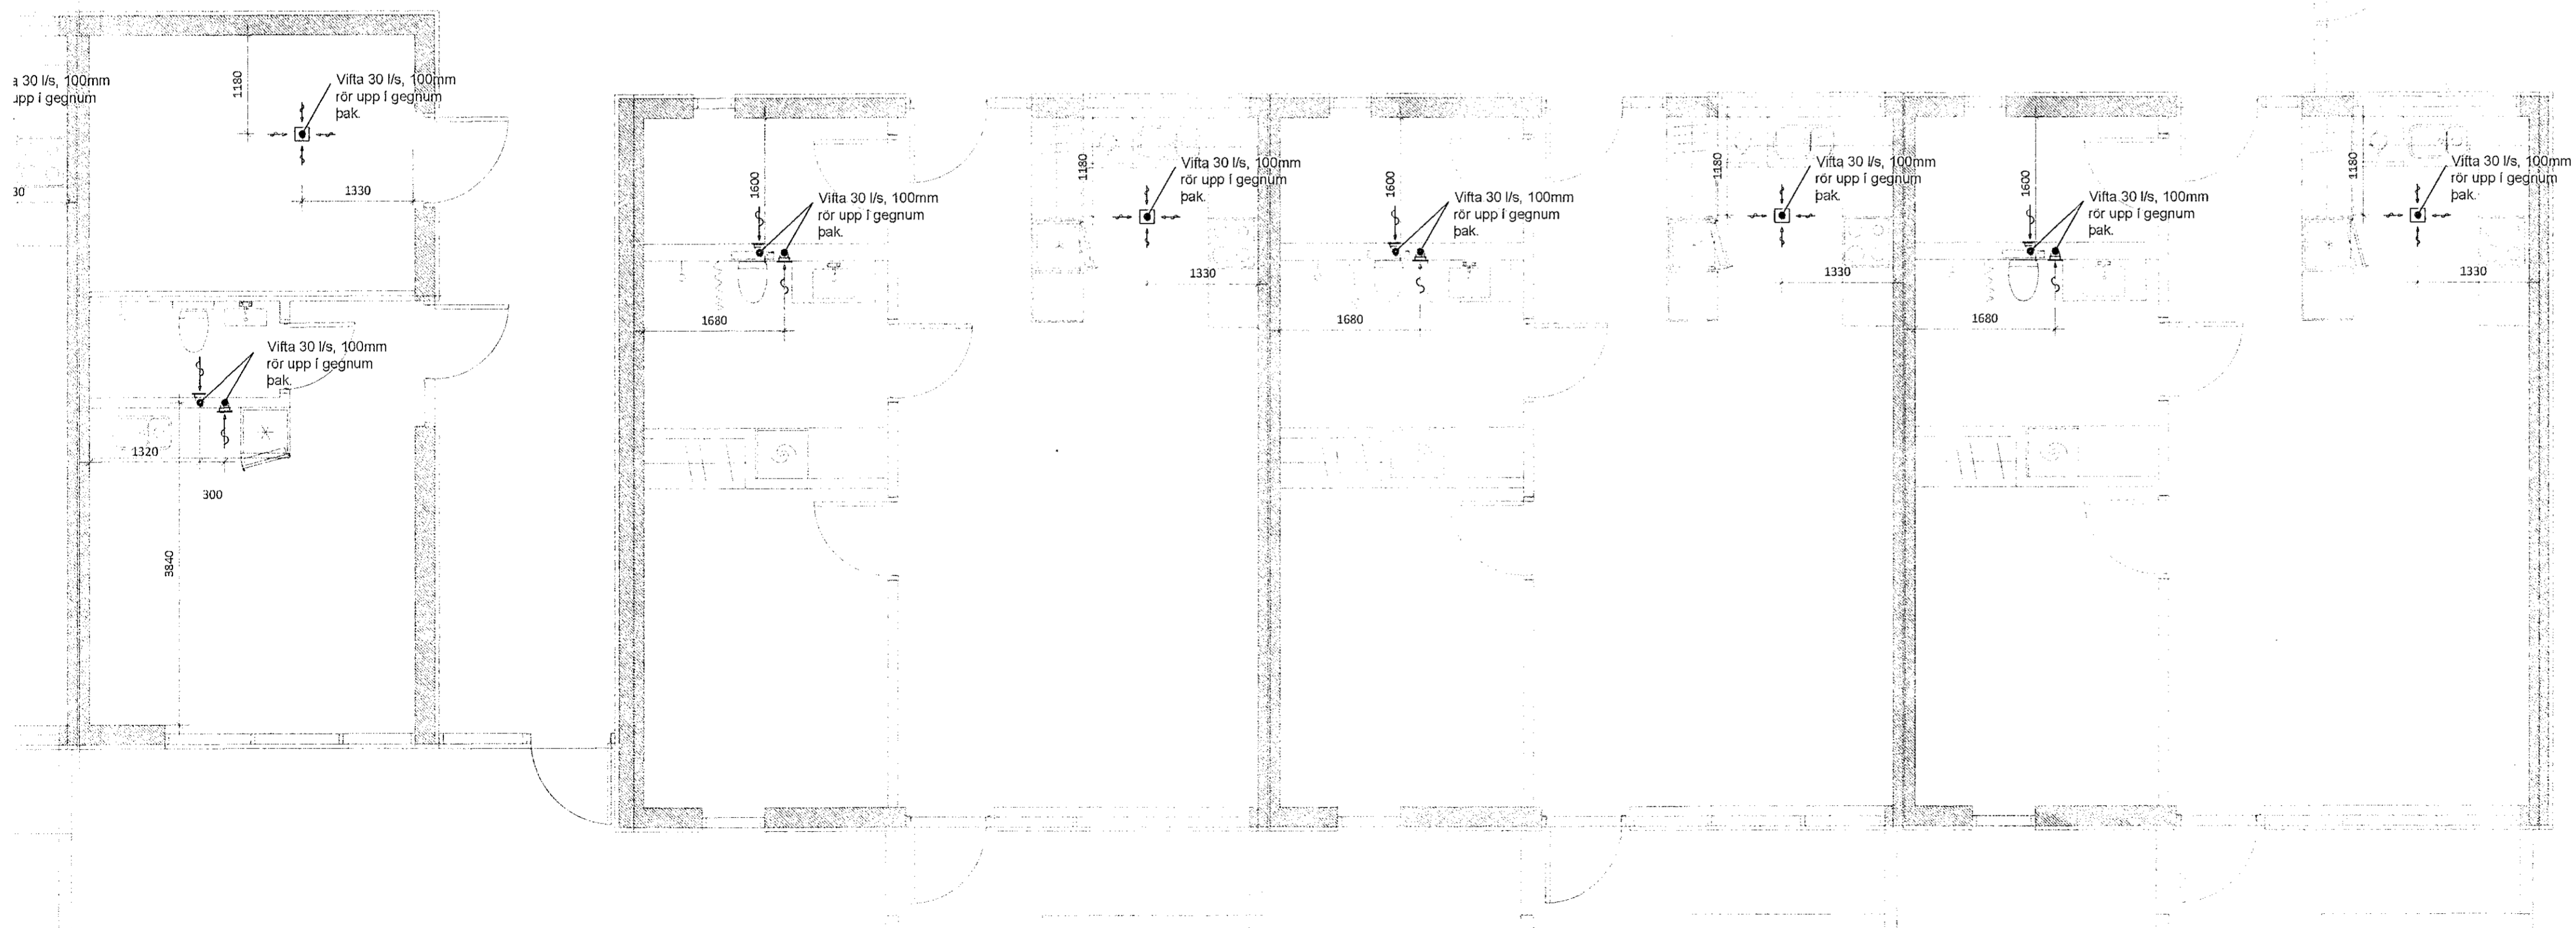 30 l/s, 100mm
upp í gegnum
30
1180
Vifta 30 l/s, 100mm
rör upp í gegnum
þak.
1330
Vifta 30 l/s, 100mm
rör upp í gegnum
þak.
1320
300
3840
1600
Vifta 30 l/s, 100mm
rör upp í gegnum
þak.
1680
1180
Vifta 30 l/s, 100mm
rör upp í gegnum
þak.
1330
1600
Vifta 30 l/s, 100mm
rör upp í gegnum
þak.
1680
1180
Vifta 30 l/s, 100mm
rör upp í gegnum
þak.
1330
1600
Vifta 30 l/s, 100mm
rör upp í gegnum
þak.
1680
1180
Vifta 30 l/s, 100mm
rör upp í gegnum
þak.
1330